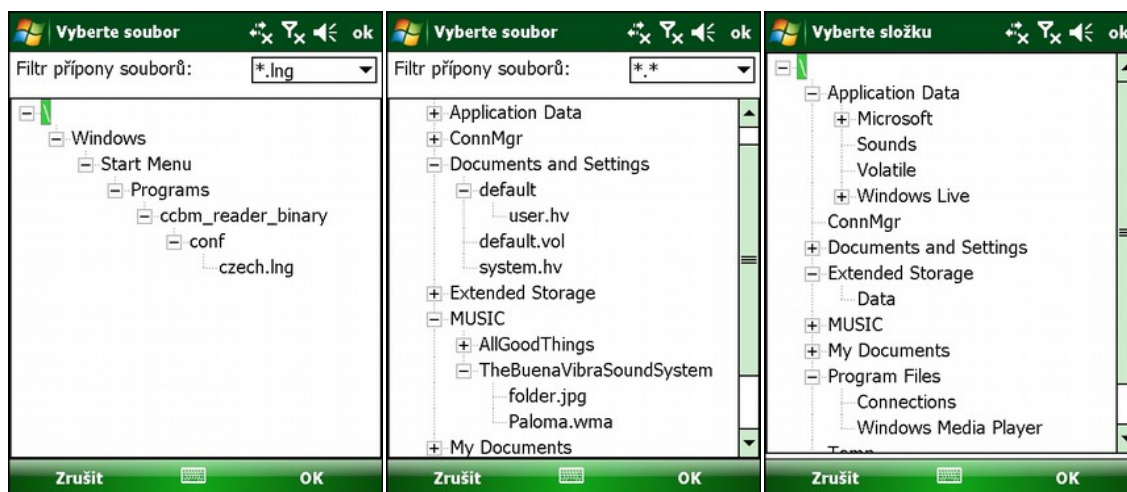 Vyberte soubor ok
Filtr přípony souborů: *.lng
\
Windows
Start Menu
Programs
ccbm_reader_binary
conf
czech.lng
Zrušit OK
Vyberte soubor ok
Filtr přípony souborů: *.*
Application Data
ConnMgr
Documents and Settings
default
user.hv
default.vol
system.hv
Extended Storage
MUSIC
AllGoodThings
TheBuenaVibraSoundSystem
folder.jpg
Paloma.wma
My Documents
Zrušit OK
Vyberte složku ok
\
Application Data
Microsoft
Sounds
Volatile
Windows Live
ConnMgr
Documents and Settings
Extended Storage
Data
MUSIC
My Documents
Program Files
Connections
Windows Media Player
Temp
Zrušit OK